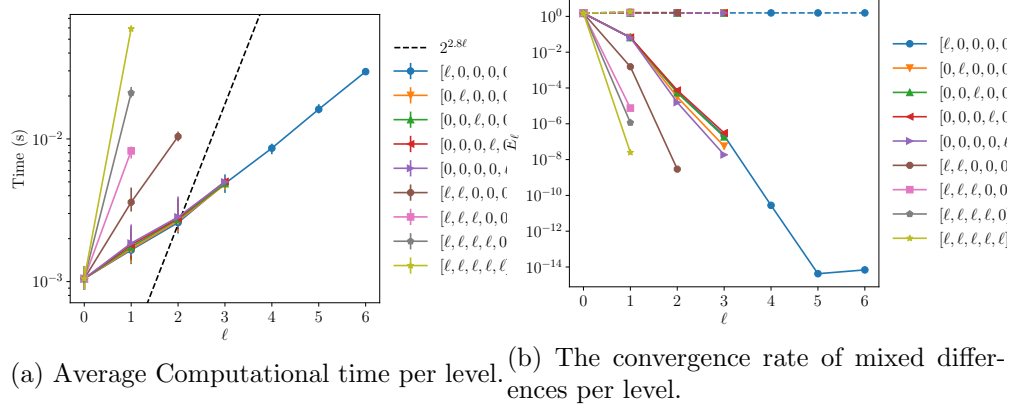 Time (s)
10^{-2}
10^{-3}
0 1 2 3 4 5 6
ℓ
2^{2.8ℓ}
[ℓ, 0, 0, 0, 0
[0, ℓ, 0, 0, 0
[0, 0, ℓ, 0, 0
[0, 0, 0, ℓ,
[0, 0, 0, 0, ℓ
[ℓ, ℓ, 0, 0, 0
[ℓ, ℓ, ℓ, 0, 0
[ℓ, ℓ, ℓ, ℓ, 0
[ℓ, ℓ, ℓ, ℓ, ℓ]
(a) Average Computational time per level.
10^0
10^{-2}
10^{-4}
10^{-6}
10^{-8}
10^{-10}
10^{-12}
10^{-14}
0 1 2 3 4 5 6
ℓ
[ℓ, 0, 0, 0, 0
[0, ℓ, 0, 0, 0
[0, 0, ℓ, 0, 0
[0, 0, 0, ℓ, 0
[0, 0, 0, 0, ℓ
[ℓ, ℓ, 0, 0, 0
[ℓ, ℓ, ℓ, 0, 0
[ℓ, ℓ, ℓ, ℓ, 0
[ℓ, ℓ, ℓ, ℓ, ℓ]
(b) The convergence rate of mixed differ-
ences per level.